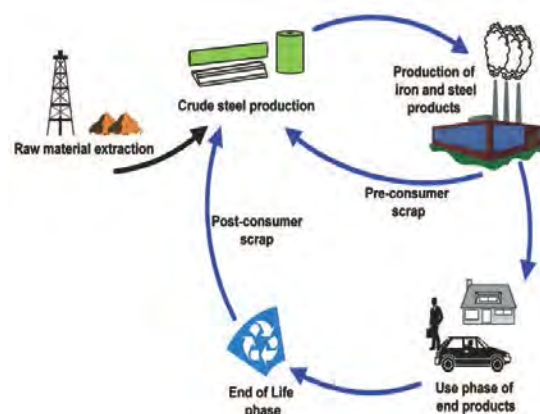 Crude steel production
Production of
iron and steel
products
Raw material extraction
Pre-consumer
scrap
Post-consumer
scrap
End of Life
phase
Use phase of
end products